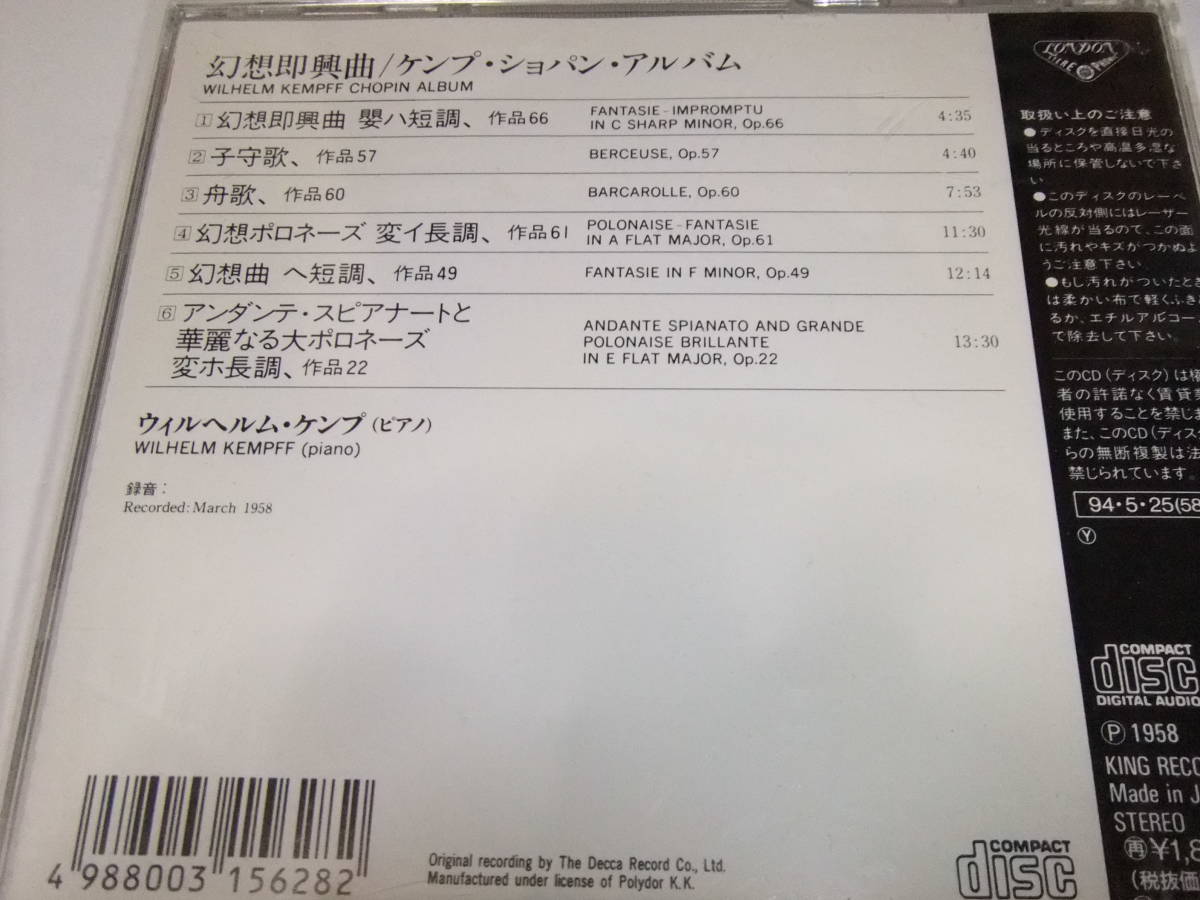 幻想即興曲/ケンプ・ショパン・アルバム
WILHELM KEMPFF CHOPIN ALBUM
1 幻想即興曲 嬰ハ短調、作品66 FANTASIE-IMPROMPTU IN C SHARP MINOR, Op.66 4:35
2 子守歌、作品57 BERCEUSE, Op.57 4:40
3 舟歌、作品60 BARCAROLLE, Op.60 7:53
4 幻想ポロネーズ 変イ長調、作品61 POLONAISE-FANTASIE IN A FLAT MAJOR, Op.61 11:30
5 幻想曲 ヘ短調、作品49 FANTASIE IN F MINOR, Op.49 12:14
6 アンダンテ・スピアナートと
華麗なる大ポロネーズ
変ホ長調、作品22
ANDANTE SPIANATO AND GRANDE
POLONAISE BRILLANTE
IN E FLAT MAJOR, Op.22
13:30
ウィルヘルム・ケンプ(ピアノ)
WILHELM KEMPFF (piano)
録音:
Recorded: March 1958
4 988003 156282
Original recording by The Decca Record Co., Ltd.
Manufactured under license of Polydor K.K.
COMPACT
disc
LONDON
取扱い上のご注意
●ディスクを直接日光の
当るところや高温多湿な
場所に保管しないで下さ
い
●このディスクのレーベ
ルの反対側にはレーザー
光線が当るので、この面
に汚れやキズがつかぬよ
うご注意下さい
●もし汚れがついたとき
は柔かい布で軽くふき
るか、エチルアルコー
で除去して下さい。
このCD(ディスク)は権
者の許諾なく賃貸業
使用することを禁じま
また、このCD(ディスク
らの無断複製は法
禁じられています。
94・5・25(58
Ⓨ
COMPACT
disc
DIGITAL AUDIO
Ⓟ 1958
KING RECO
Made in J
STEREO
再 ¥1,8
(税抜価